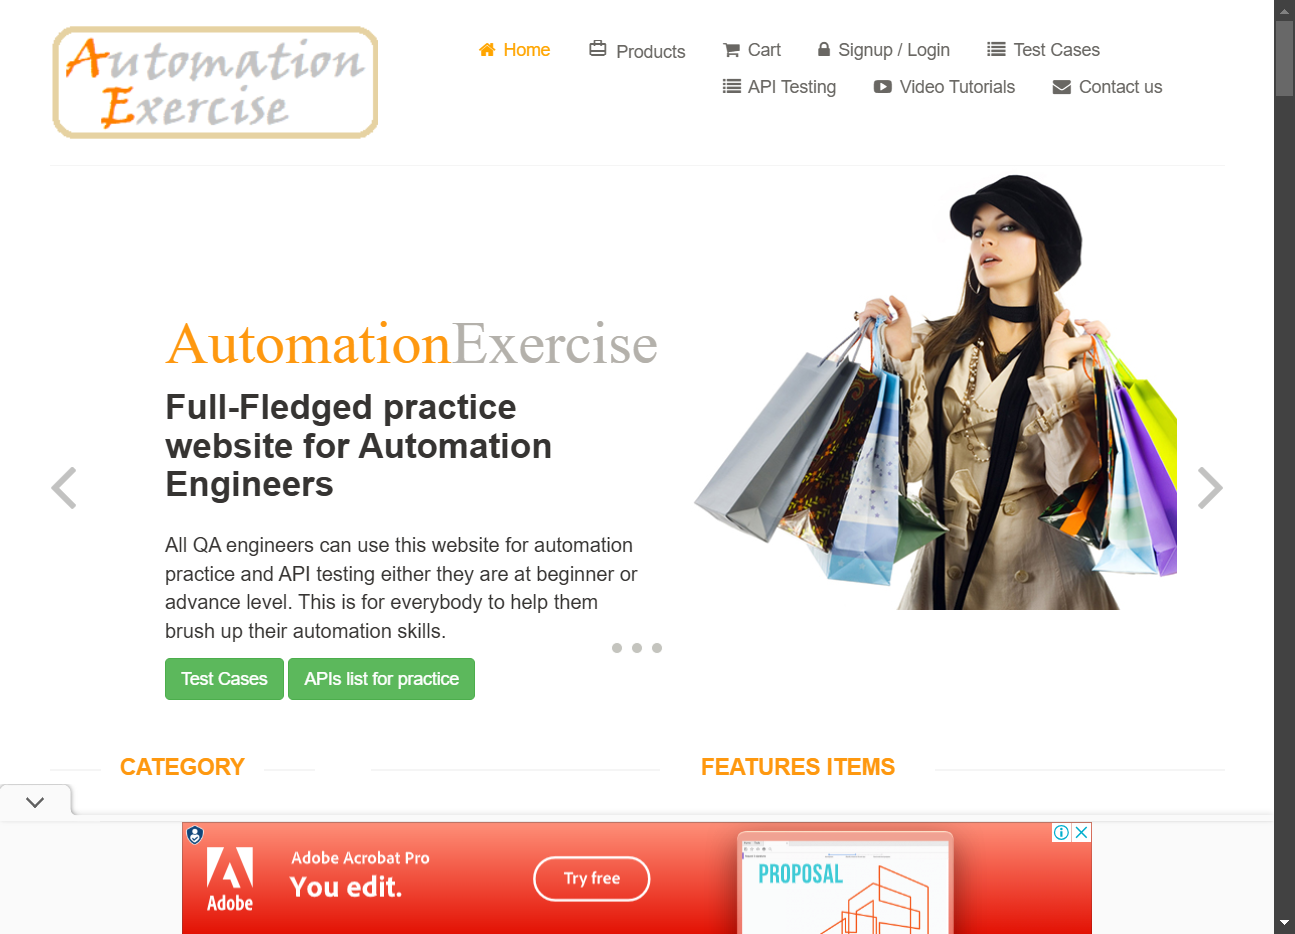 Automation
Exercise
Home
Products
Cart
Signup / Login
Test Cases
API Testing
Video Tutorials
Contact us
AutomationExercise
Full-Fledged practice
website for Automation
Engineers
All QA engineers can use this website for automation
practice and API testing either they are at beginner or
advance level. This is for everybody to help them
brush up their automation skills.
Test Cases
APIs list for practice
CATEGORY
FEATURES ITEMS
Adobe
Adobe Acrobat Pro
You edit.
Try free
PROPOSAL